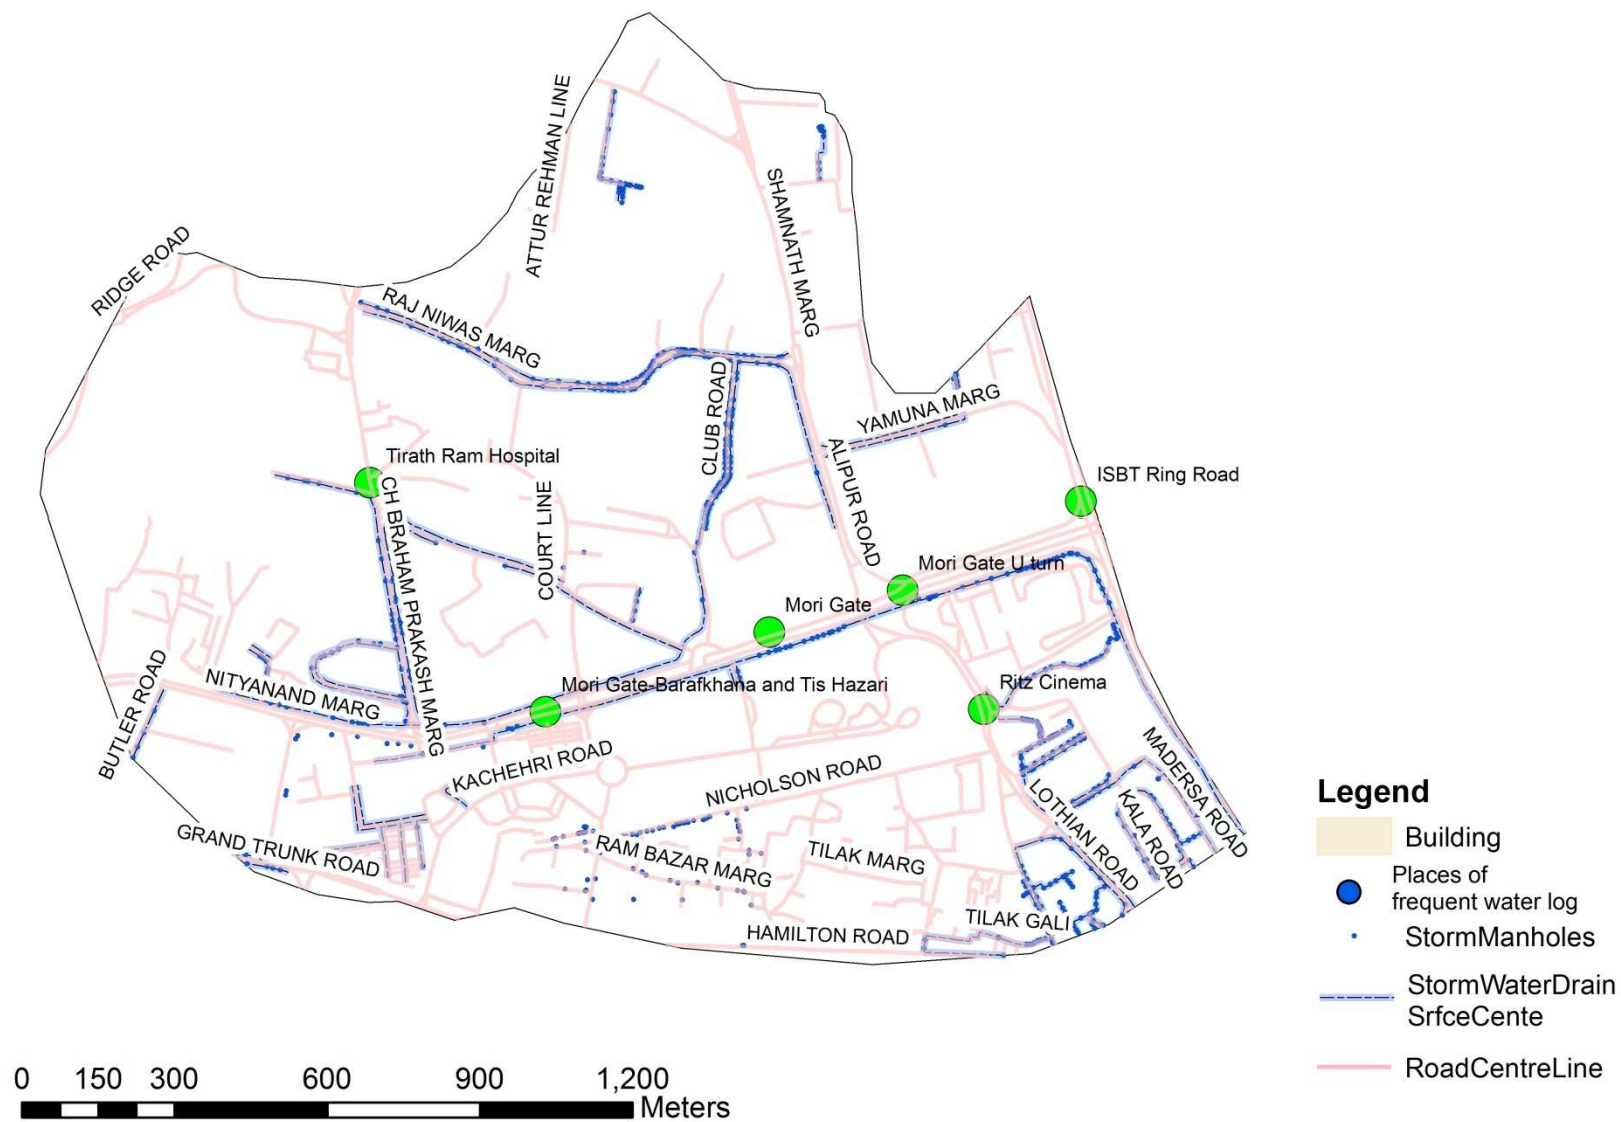 ATTUR REHMAN LINE
SHAMNATH MARG
RIDGE ROAD
RAJ NIWAS MARG
CLUB ROAD
YAMUNA MARG
Tirath Ram Hospital
ALIPUR ROAD
ISBT Ring Road
CH BRAHAM PRAKASH MARG
COURT LINE
Mori Gate U turn
Mori Gate
BUTLER ROAD
NITYANAND MARG
Mori Gate-Barafkhana and Tis Hazari
Ritz Cinema
KACHEHRI ROAD
NICHOLSON ROAD
MADERSA ROAD
LOTHIAN ROAD
KALA ROAD
GRAND TRUNK ROAD
RAM BAZAR MARG
TILAK MARG
TILAK GALI
HAMILTON ROAD
Legend
Building
Places of
frequent water log
StormManholes
StormWaterDrain
SrfceCente
RoadCentreLine
0 150 300 600 900 1,200
Meters